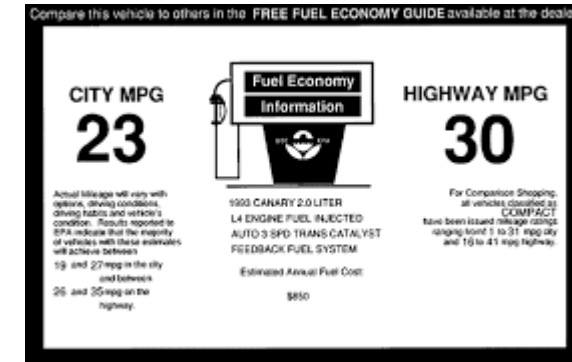 Compare this vehicle to others in the FREE FUEL ECONOMY GUIDE available at the deale
CITY MPG
23
Fuel Economy
Information
HIGHWAY MPG
30
Actual Mileage will vary with
options, driving conditions,
driving habits and vehicle's
condition. Results reported to
EPA indicate that the majority
of vehicles with these estimates
will achieve between
19 and 27 mpg in the city
and between
26 and 35 mpg on the
highway.
1993 CANARY 2.0 LITER
L4 ENGINE FUEL INJECTED
AUTO 3 SPD TRANS CATALYST
FEEDBACK FUEL SYSTEM
Estimated Annual Fuel Cost:
$850
For Comparison Shopping,
all vehicles classified as
COMPACT
have been issued mileage ratings
ranging from 11 to 31 mpg city
and 16 to 41 mpg highway.